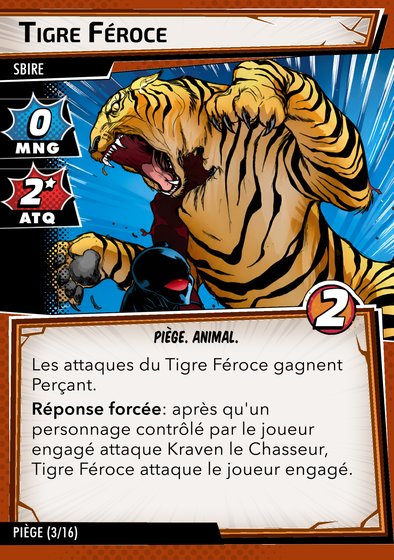 Tigre Féroce
SBIRE
0
MNG
2*
ATQ
2
PIÈGE. ANIMAL.
Les attaques du Tigre Féroce gagnent
Perçant.
Réponse forcée: après qu'un
personnage contrôlé par le joueur
engagé attaque Kraven le Chasseur,
Tigre Féroce attaque le joueur engagé.
PIÈGE (3/16)